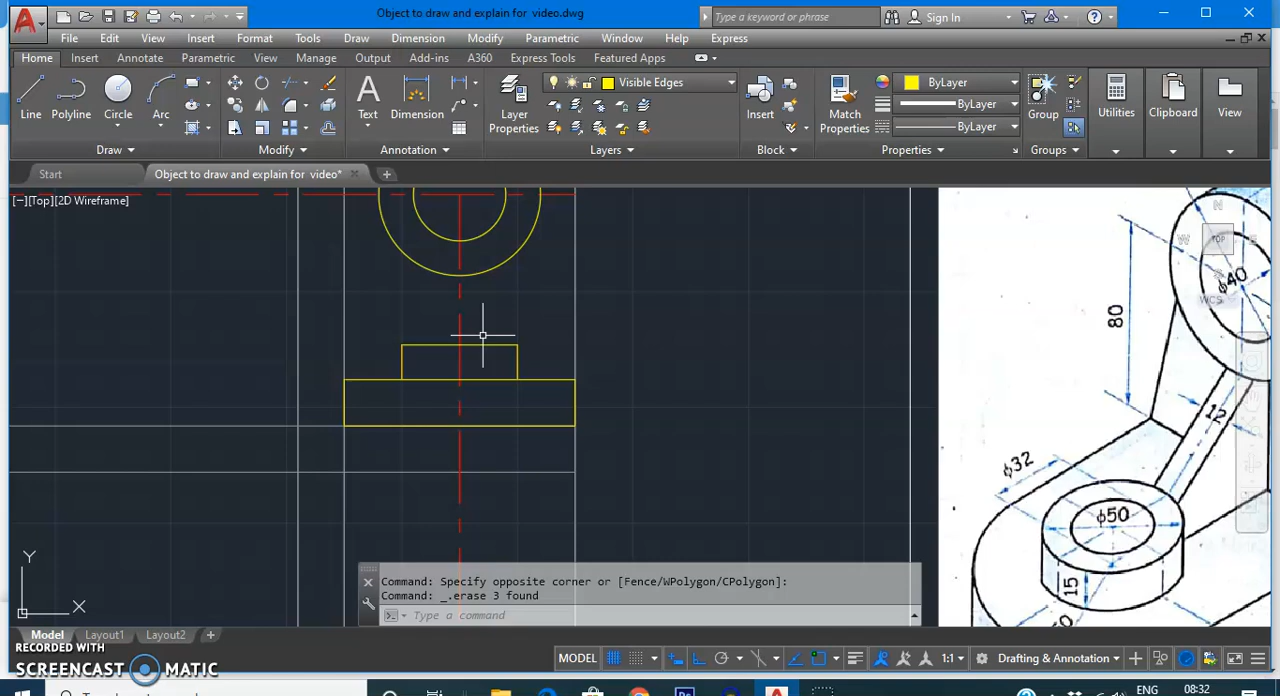 Object to draw and explain for video.dwg
Type a keyword or phrase
Sign In
File Edit View Insert Format Tools Draw Dimension Modify Parametric Window Help Express
Home Insert Annotate Parametric View Manage Output Add-ins A360 Express Tools Featured Apps
Visible Edges
ByLayer
ByLayer
ByLayer
Line Polyline Circle Arc Text Dimension Layer Properties Insert Match Properties Group Utilities Clipboard View
Draw Modify Annotation Layers Block Properties Groups
Start
Object to draw and explain for video*
[−][Top][2D Wireframe]
N
W
TOP
WCS
ϕ40
80
12
ϕ32
ϕ50
15
Y
X
Command: Specify opposite corner or [Fence/WPolygon/CPolygon]:
Command: _.erase 3 found
Type a command
Model Layout1 Layout2
RECORDED WITH
SCREENCAST MATIC
MODEL
1:1
Drafting & Annotation
ENG
08:32